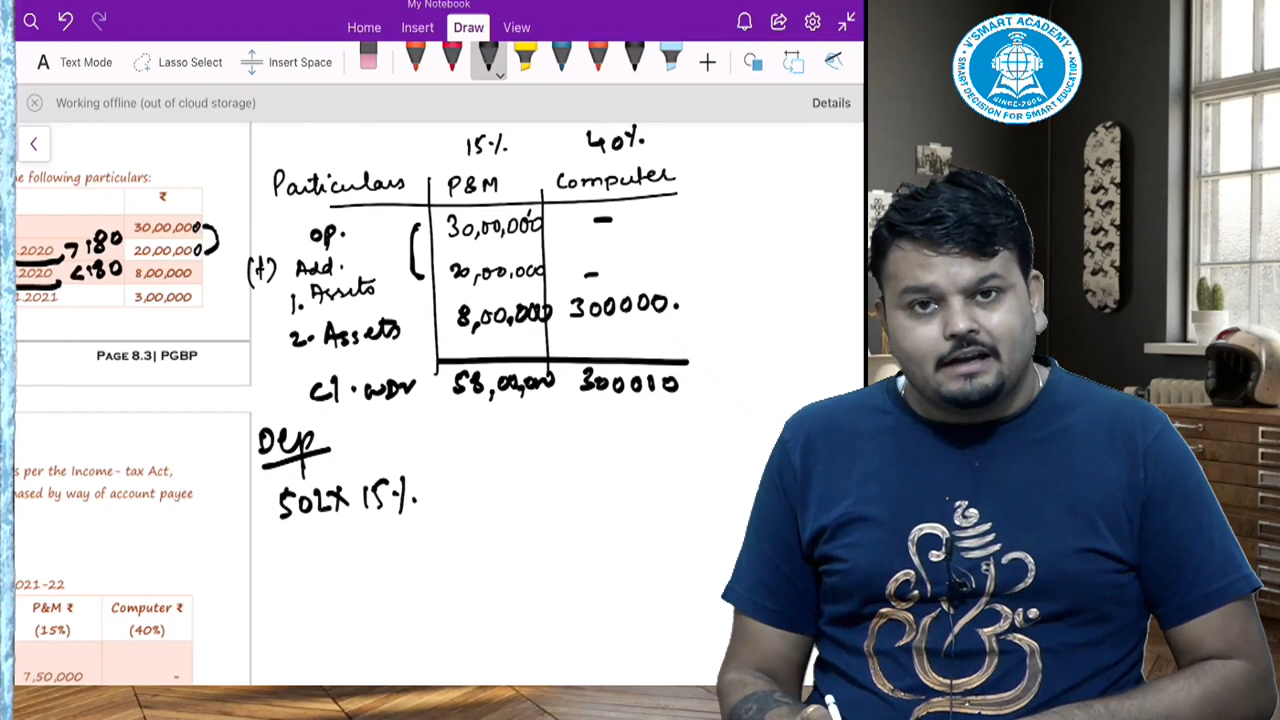 My Notebook
Home Insert Draw View
A Text Mode Lasso Select Insert Space
Working offline (out of cloud storage) Details
V'SMART ACADEMY
SINCE-2006
SMART DECISION FOR SMART EDUCATION
e following particulars:
₹
30,00,000
.2020 >180 20,00,000
.2020 <180 8,00,000
.2021 3,00,000
PAGE 8.3| PGBP
s per the Income- tax Act,
ased by way of account payee
021-22
P&M ₹ Computer ₹
(15%) (40%)
7,50,000 -
15% 40%
Particulars P&M Computer
op. 30,00,000 -
(+) Add. 20,00,000 -
1. Assets
2. Assets 8,00,000 300000.
Cl. WDV 58,00,000 300010
Dep
50L x 15%.